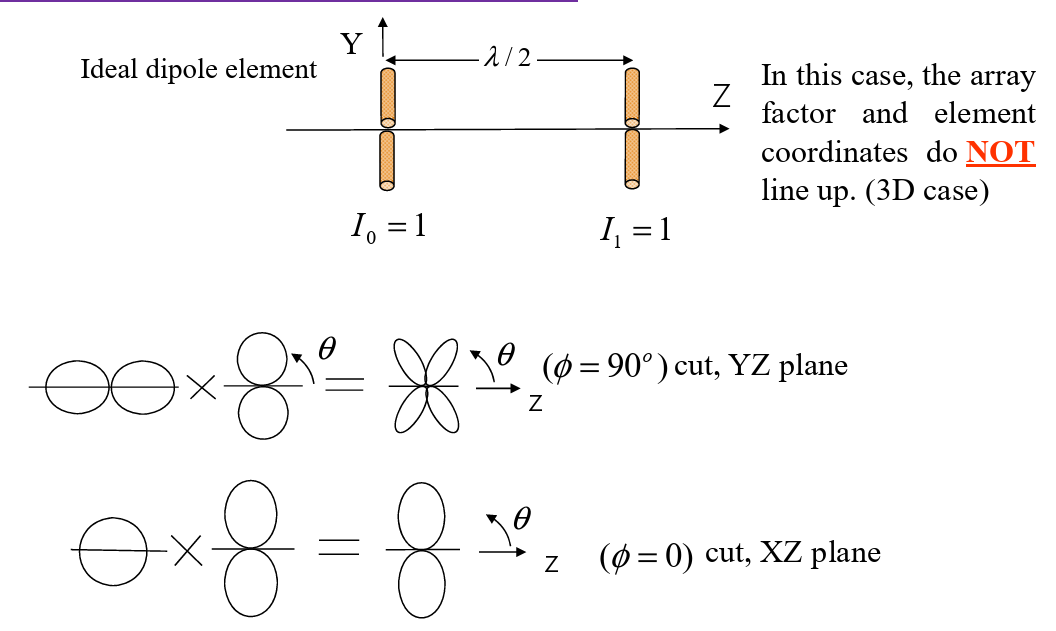 Y
λ / 2
Ideal dipole element
Z
In this case, the array
factor and element
coordinates do NOT
line up. (3D case)
I₀ = 1
I₁ = 1
θ
θ
(ϕ = 90°) cut, YZ plane
Z
θ
Z
(ϕ = 0) cut, XZ plane